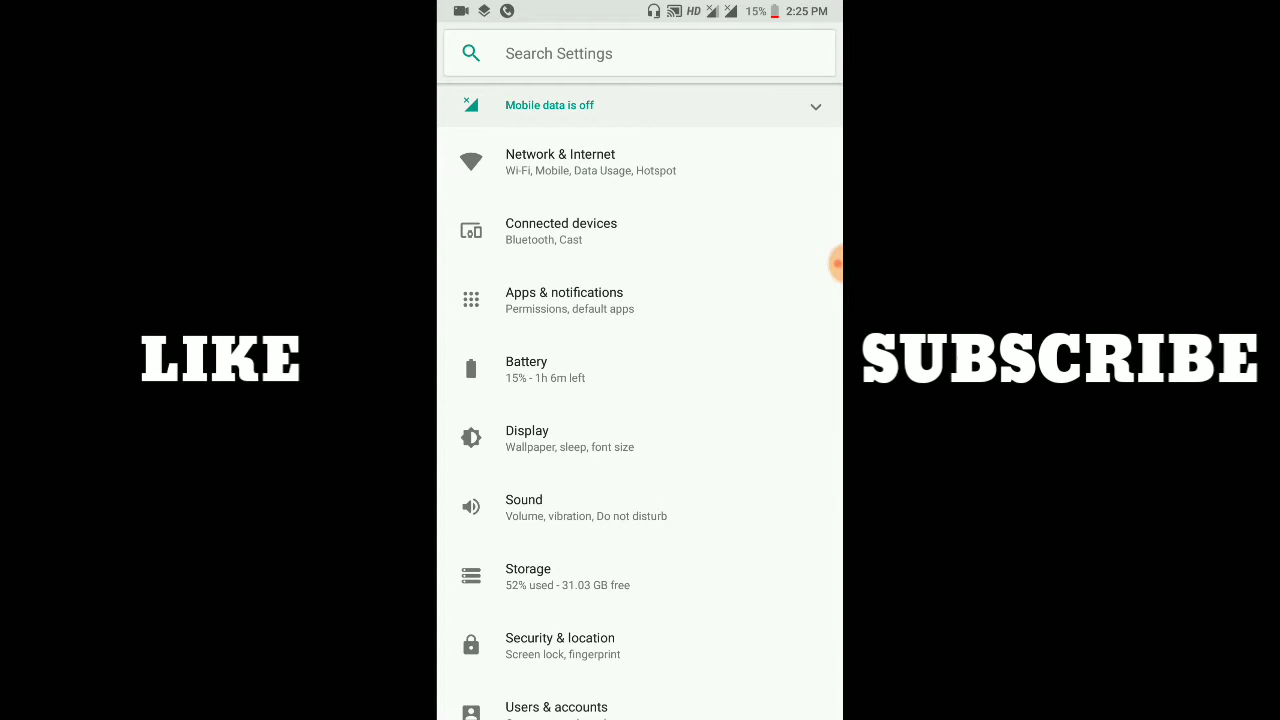 HD 15% 2:25 PM
Search Settings
Mobile data is off
Network & Internet
Wi-Fi, Mobile, Data Usage, Hotspot
Connected devices
Bluetooth, Cast
Apps & notifications
Permissions, default apps
Battery
15% - 1h 6m left
Display
Wallpaper, sleep, font size
LIKE
SUBSCRIBE
Sound
Volume, vibration, Do not disturb
Storage
52% used - 31.03 GB free
Security & location
Screen lock, fingerprint
Users & accounts